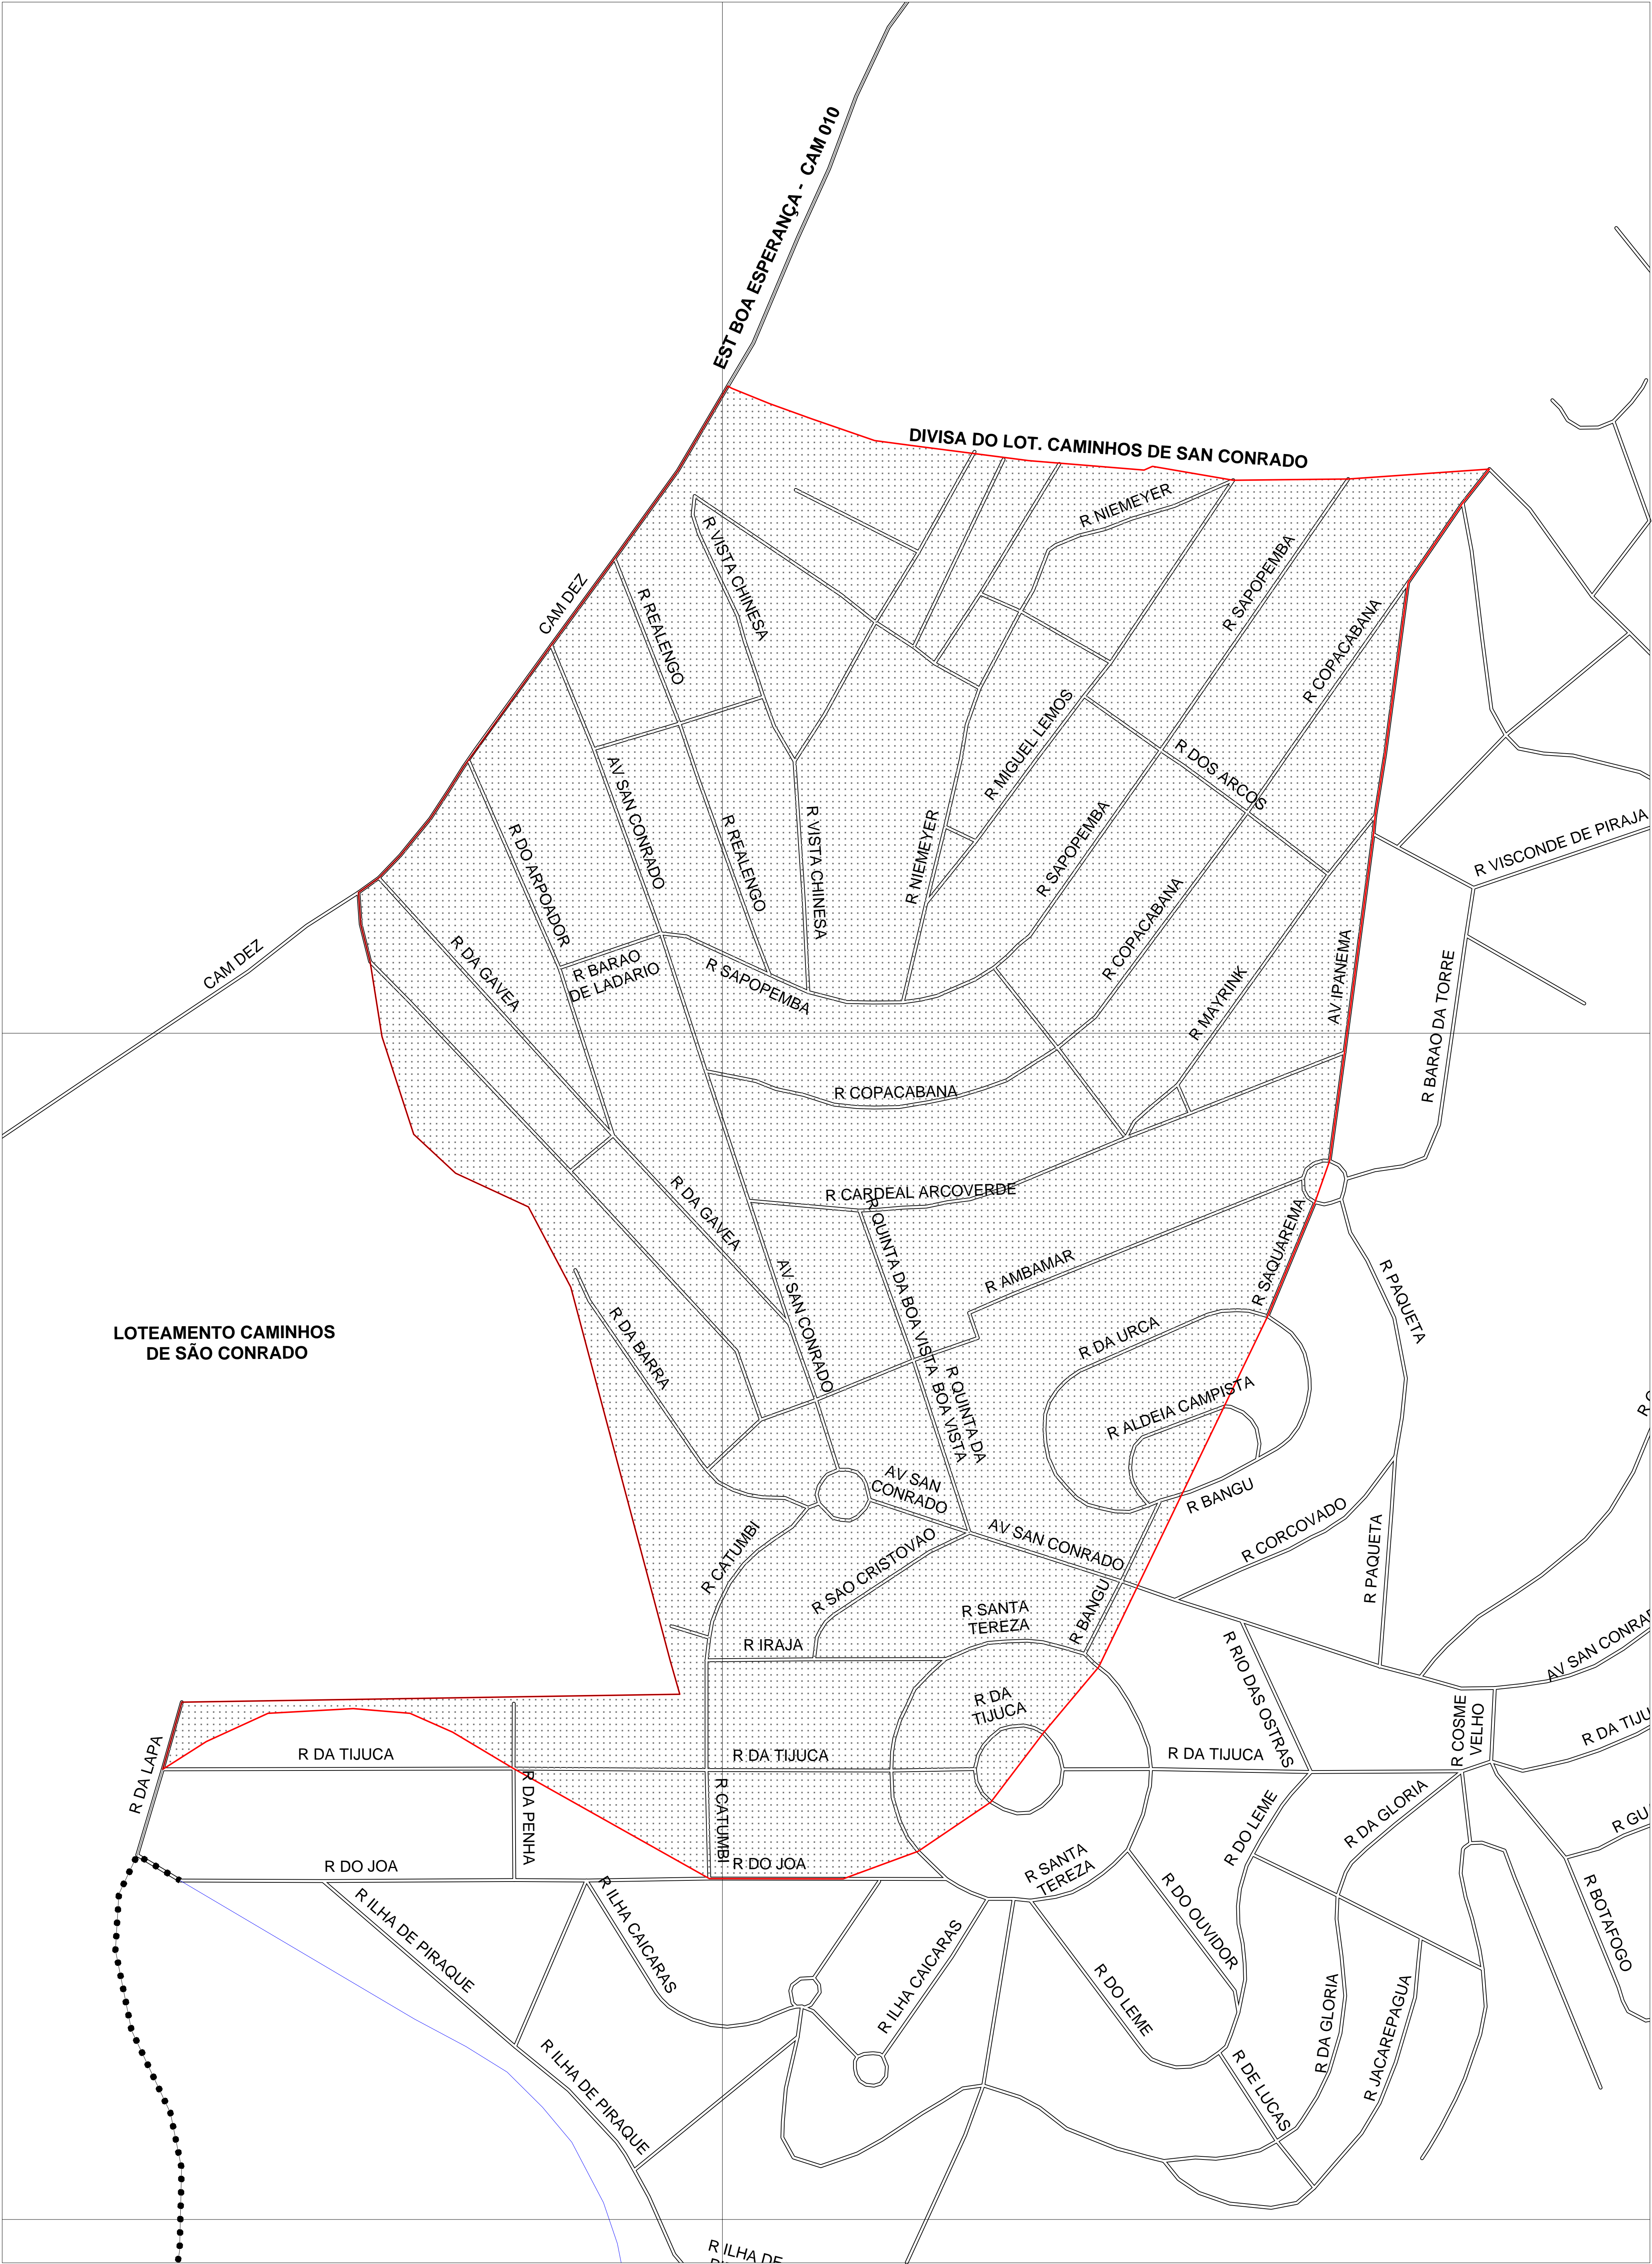 EST BOA ESPERANÇA - CAM 010
DIVISA DO LOT. CAMINHOS DE SAN CONRADO
R NIEMEYER
R VISTA CHINESA
R SAPOPEMBA
CAM DEZ
R REALENGO
R COPACABANA
R MIGUEL LEMOS
R DOS ARCOS
AV SAN CONRADO
R VISTA CHINESA
R REALENGO
R NIEMEYER
R SAPOPEMBA
R VISCONDE DE PIRAJA
R DO ARPOADOR
R COPACABANA
R DA GAVEA
CAM DEZ
R BARAO
DE LADARIO
R SAPOPEMBA
R MAYRINK
AV IPANEMA
R BARAO DA TORRE
R COPACABANA
R CARDEAL ARCOVERDE
R DA GAVEA
R QUINTA DA BOA VISTA
R AMBAMAR
R SAQUAREMA
R PAQUETA
AV SAN CONRADO
LOTEAMENTO CAMINHOS
DE SÃO CONRADO
R DA BARRA
R DA URCA
R QUINTA DA
BOA VISTA
R ALDEIA CAMPISTA
AV SAN
CONRADO
R BANGU
R CATUMBI
AV SAN CONRADO
R CORCOVADO
R SAO CRISTOVAO
R PAQUETA
R SANTA
TEREZA
R BANGU
R IRAJA
R RIO DAS OSTRAS
AV SAN CONRAD
R DA
TIJUCA
R COSME
VELHO
R DA TIJU
R DA LAPA
R DA TIJUCA
R DA TIJUCA
R DA TIJUCA
R DA PENHA
R CATUMBI
R DO LEME
R DA GLORIA
R GU
R DO JOA
R DO JOA
R SANTA
TEREZA
R DO OUVIDOR
R BOTAFOGO
R ILHA DE PIRAQUE
R ILHA CAICARAS
R ILHA CAICARAS
R DO LEME
R DA GLORIA
R JACAREPAGUA
R ILHA DE PIRAQUE
R DE LUCAS
R ILHA DE